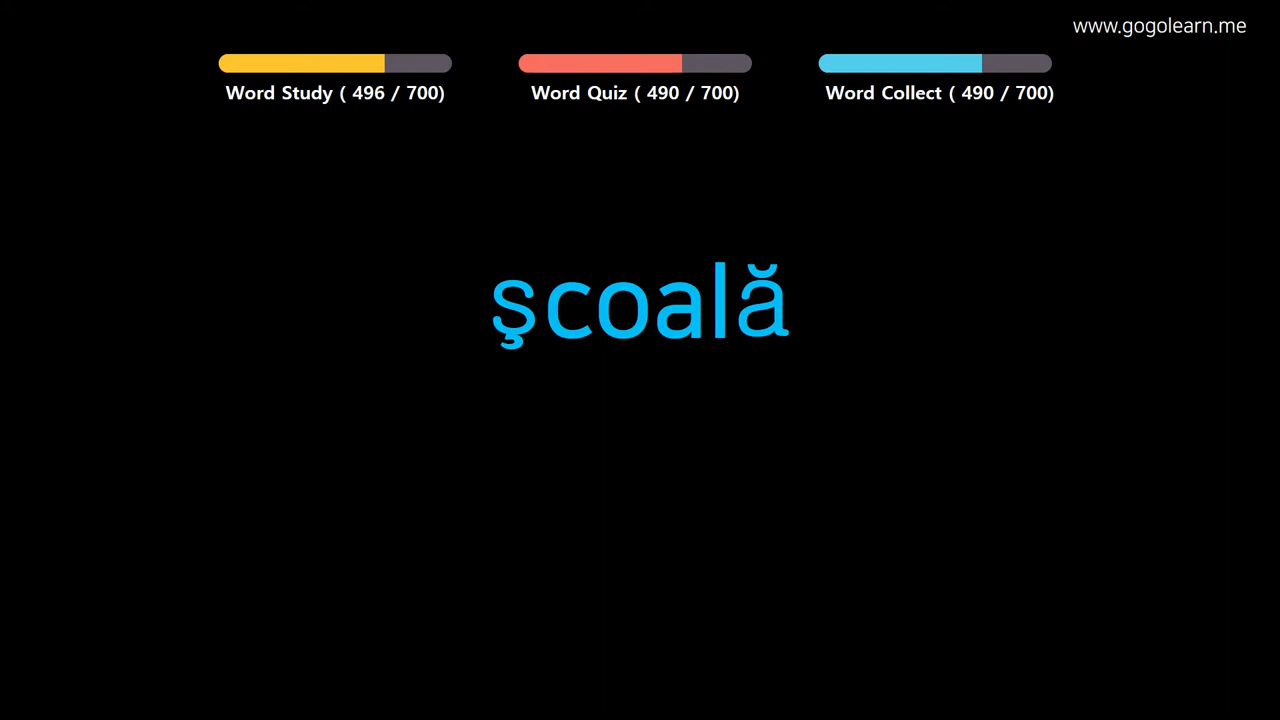 www.gogolearn.me
Word Study ( 496 / 700)
Word Quiz ( 490 / 700)
Word Collect ( 490 / 700)
şcoală